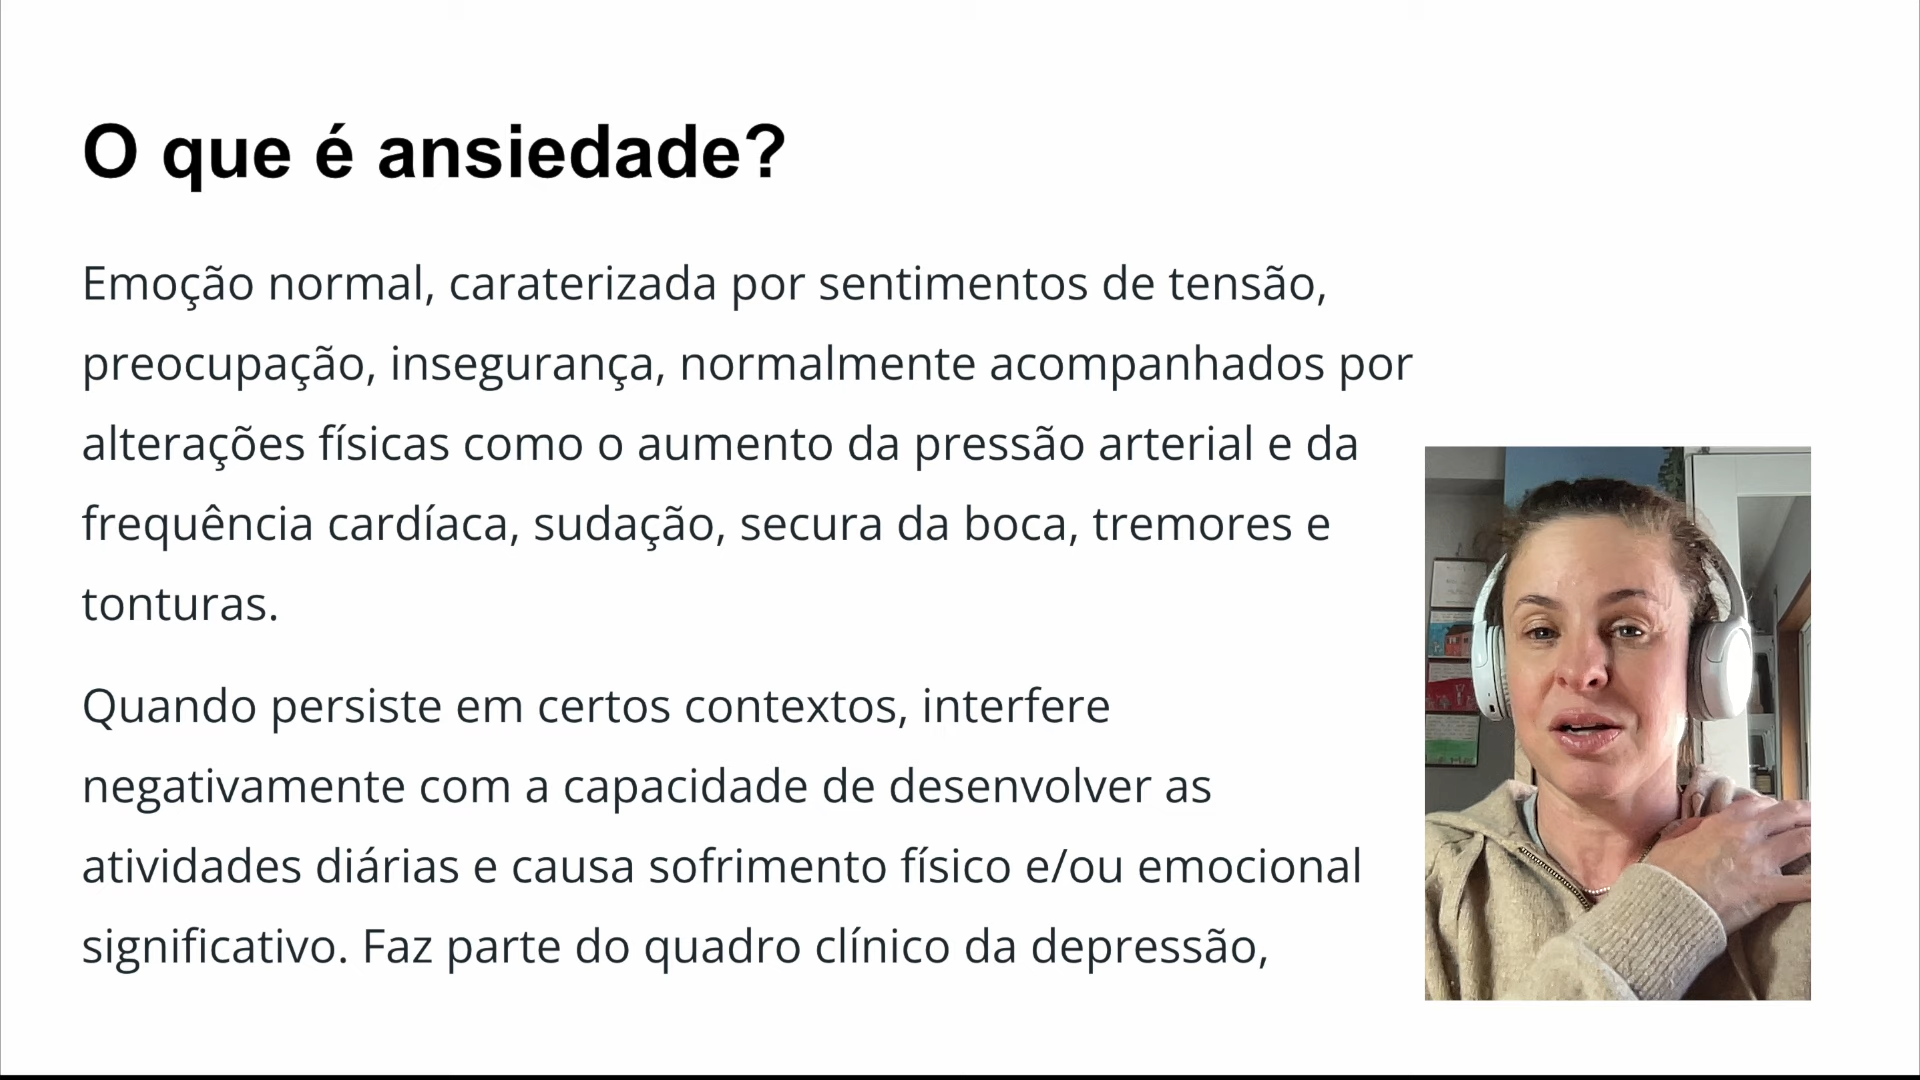 O que é ansiedade?
Emoção normal, caraterizada por sentimentos de tensão,
preocupação, insegurança, normalmente acompanhados por
alterações físicas como o aumento da pressão arterial e da
frequência cardíaca, sudação, secura da boca, tremores e
tonturas.
Quando persiste em certos contextos, interfere
negativamente com a capacidade de desenvolver as
atividades diárias e causa sofrimento físico e/ou emocional
significativo. Faz parte do quadro clínico da depressão,